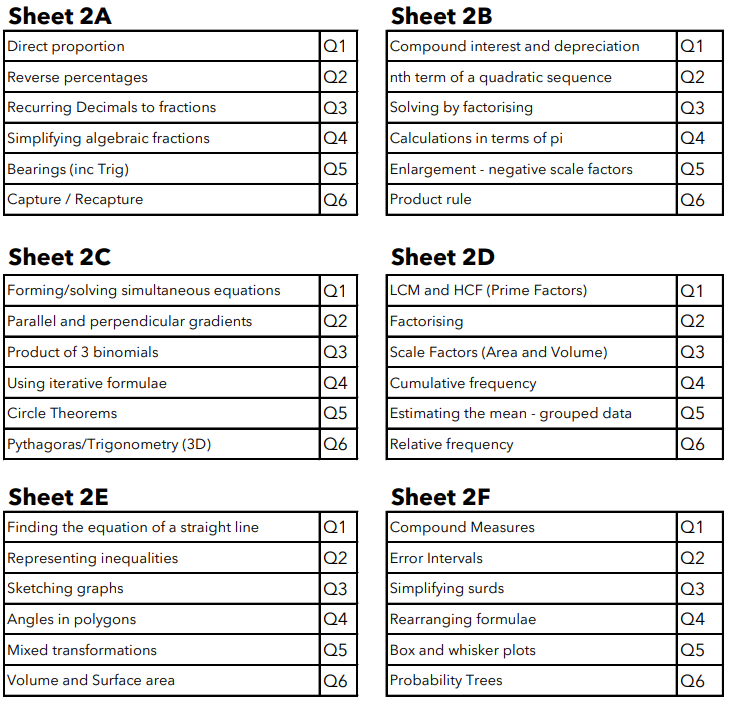 Sheet 2A
Direct proportion Q1
Reverse percentages Q2
Recurring Decimals to fractions Q3
Simplifying algebraic fractions Q4
Bearings (inc Trig) Q5
Capture / Recapture Q6
Sheet 2B
Compound interest and depreciation Q1
nth term of a quadratic sequence Q2
Solving by factorising Q3
Calculations in terms of pi Q4
Enlargement - negative scale factors Q5
Product rule Q6
Sheet 2C
Forming/solving simultaneous equations Q1
Parallel and perpendicular gradients Q2
Product of 3 binomials Q3
Using iterative formulae Q4
Circle Theorems Q5
Pythagoras/Trigonometry (3D) Q6
Sheet 2D
LCM and HCF (Prime Factors) Q1
Factorising Q2
Scale Factors (Area and Volume) Q3
Cumulative frequency Q4
Estimating the mean - grouped data Q5
Relative frequency Q6
Sheet 2E
Finding the equation of a straight line Q1
Representing inequalities Q2
Sketching graphs Q3
Angles in polygons Q4
Mixed transformations Q5
Volume and Surface area Q6
Sheet 2F
Compound Measures Q1
Error Intervals Q2
Simplifying surds Q3
Rearranging formulae Q4
Box and whisker plots Q5
Probability Trees Q6